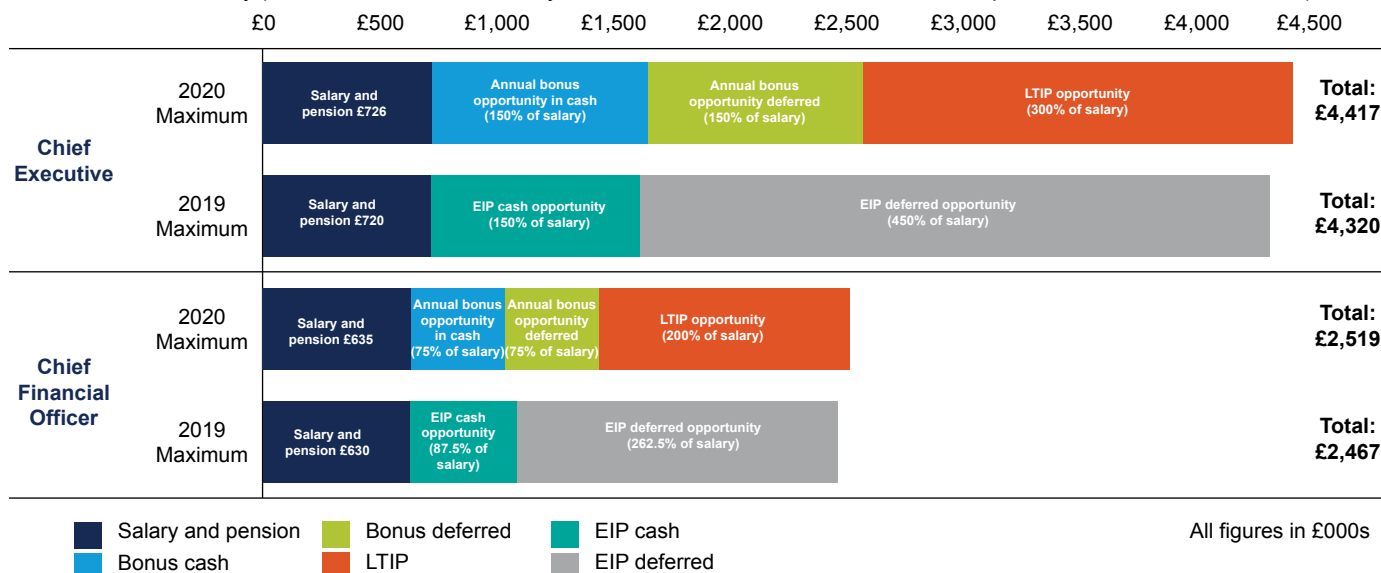 £0 £500 £1,000 £1,500 £2,000 £2,500 £3,000 £3,500 £4,000 £4,500
Chief
Executive
2020
Maximum
Salary and
pension £726
Annual bonus
opportunity in cash
(150% of salary)
Annual bonus
opportunity deferred
(150% of salary)
LTIP opportunity
(300% of salary)
Total:
£4,417
2019
Maximum
Salary and
pension £720
EIP cash opportunity
(150% of salary)
EIP deferred opportunity
(450% of salary)
Total:
£4,320
Chief
Financial
Officer
2020
Maximum
Salary and
pension £635
Annual bonus
opportunity
in cash
(75% of salary)
Annual bonus
opportunity
deferred
(75% of salary)
LTIP opportunity
(200% of salary)
Total:
£2,519
2019
Maximum
Salary and
pension £630
EIP cash
opportunity
(87.5% of
salary)
EIP deferred opportunity
(262.5% of salary)
Total:
£2,467
Salary and pension
Bonus deferred
EIP cash
All figures in £000s
Bonus cash
LTIP
EIP deferred